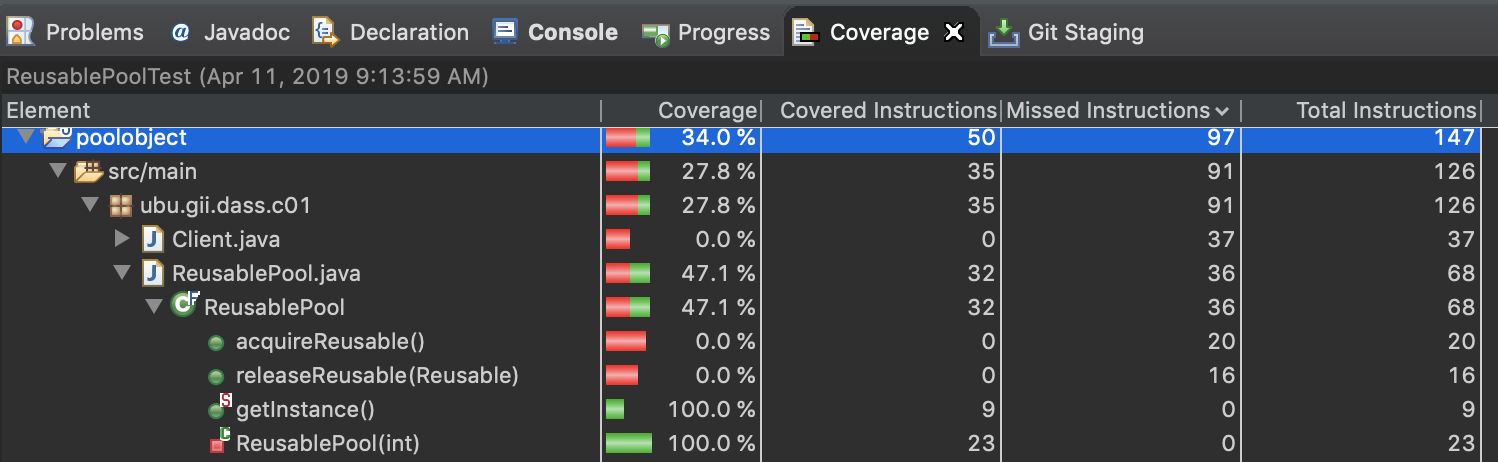 Problems @ Javadoc Declaration Console Progress Coverage Git Staging
ReusablePoolTest (Apr 11, 2019 9:13:59 AM)
Element Coverage Covered Instructions Missed Instructions Total Instructions
poolobject 34.0 % 50 97 147
src/main 27.8 % 35 91 126
ubu.gii.dass.c01 27.8 % 35 91 126
J Client.java 0.0 % 0 37 37
J ReusablePool.java 47.1 % 32 36 68
C F ReusablePool 47.1 % 32 36 68
acquireReusable() 0.0 % 0 20 20
releaseReusable(Reusable) 0.0 % 0 16 16
S getInstance() 100.0 % 9 0 9
C ReusablePool(int) 100.0 % 23 0 23